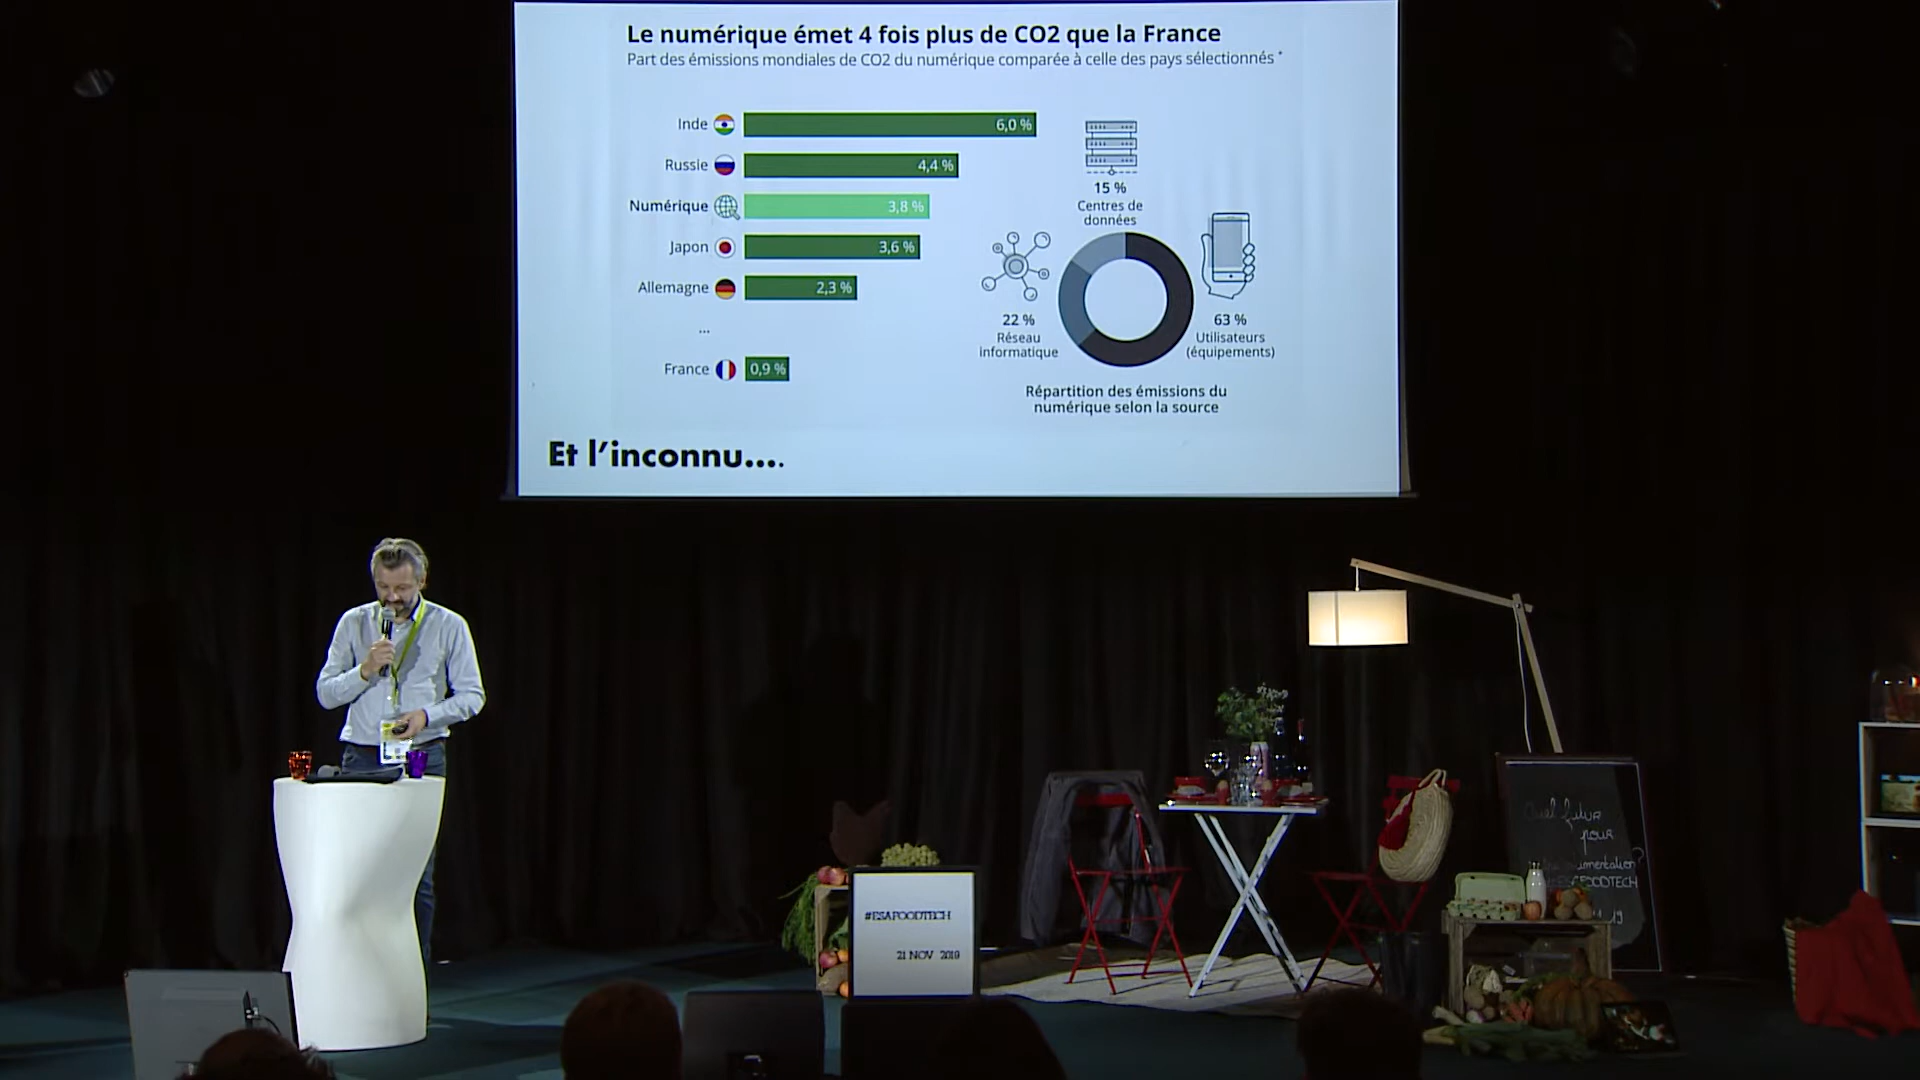 Le numérique émet 4 fois plus de CO2 que la France
Part des émissions mondiales de CO2 du numérique comparée à celle des pays sélectionnés *
Inde 6,0 %
Russie 4,4 %
Numérique 3,8 %
Japon 3,6 %
Allemagne 2,3 %
...
France 0,9 %
15 %
Centres de
données
22 %
Réseau
informatique
63 %
Utilisateurs
(équipements)
Répartition des émissions du
numérique selon la source
Et l'inconnu....
#ESAFOODTECH
21 NOV 2019
Quel futur
pour